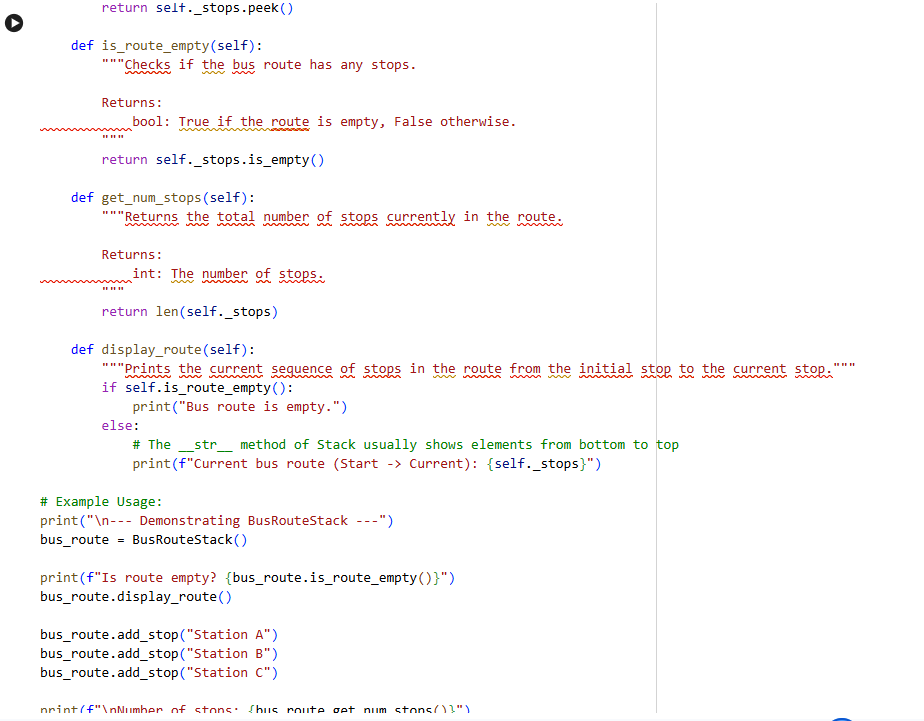 return self._stops.peek()

    def is_route_empty(self):
        """Checks if the bus route has any stops.

        Returns:
            bool: True if the route is empty, False otherwise.
        """
        return self._stops.is_empty()

    def get_num_stops(self):
        """Returns the total number of stops currently in the route.

        Returns:
            int: The number of stops.
        """
        return len(self._stops)

    def display_route(self):
        """Prints the current sequence of stops in the route from the initial stop to the current stop."""
        if self.is_route_empty():
            print("Bus route is empty.")
        else:
            # The __str__ method of Stack usually shows elements from bottom to top
            print(f"Current bus route (Start -> Current): {self._stops}")

# Example Usage:
print("\n--- Demonstrating BusRouteStack ---")
bus_route = BusRouteStack()

print(f"Is route empty? {bus_route.is_route_empty()}")
bus_route.display_route()

bus_route.add_stop("Station A")
bus_route.add_stop("Station B")
bus_route.add_stop("Station C")

print(f"\nNumber of stops: {bus_route.get_num_stops()}")